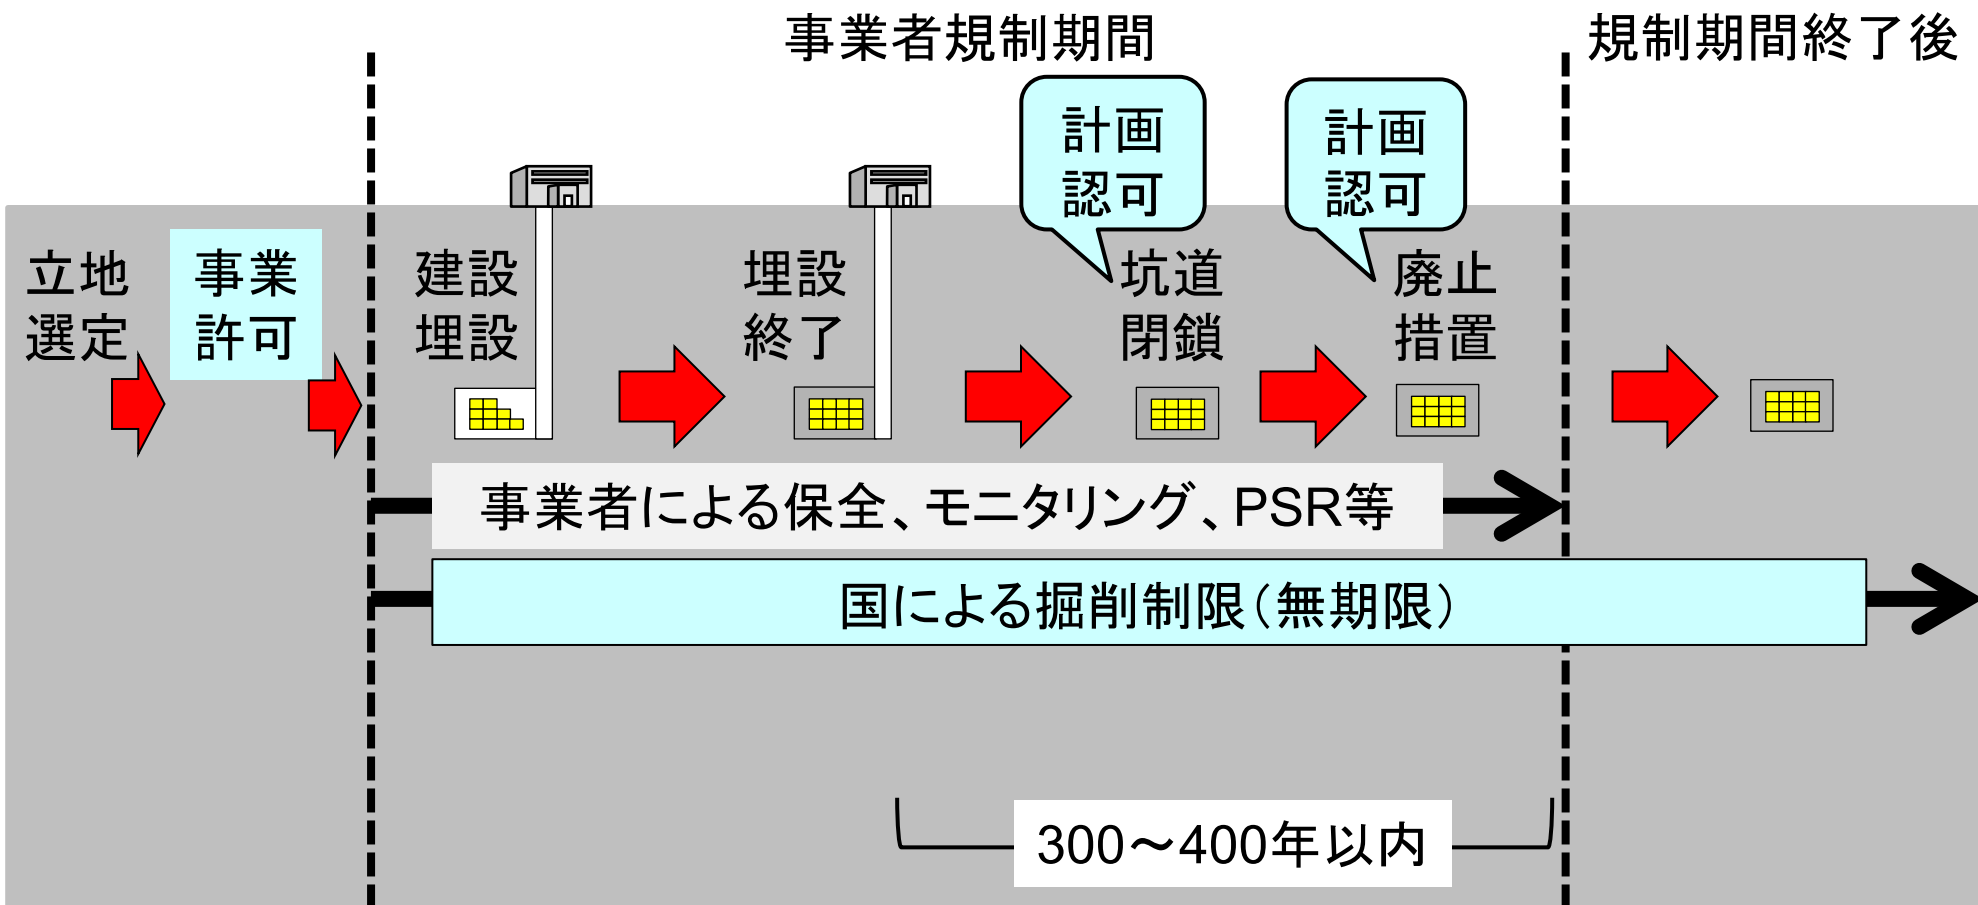 事業者規制期間
規制期間終了後
計画
認可
計画
認可
立地
選定
事業
許可
建設
埋設
埋設
終了
坑道
閉鎖
廃止
措置
事業者による保全、モニタリング、PSR等
国による掘削制限（無期限）
300～400年以内